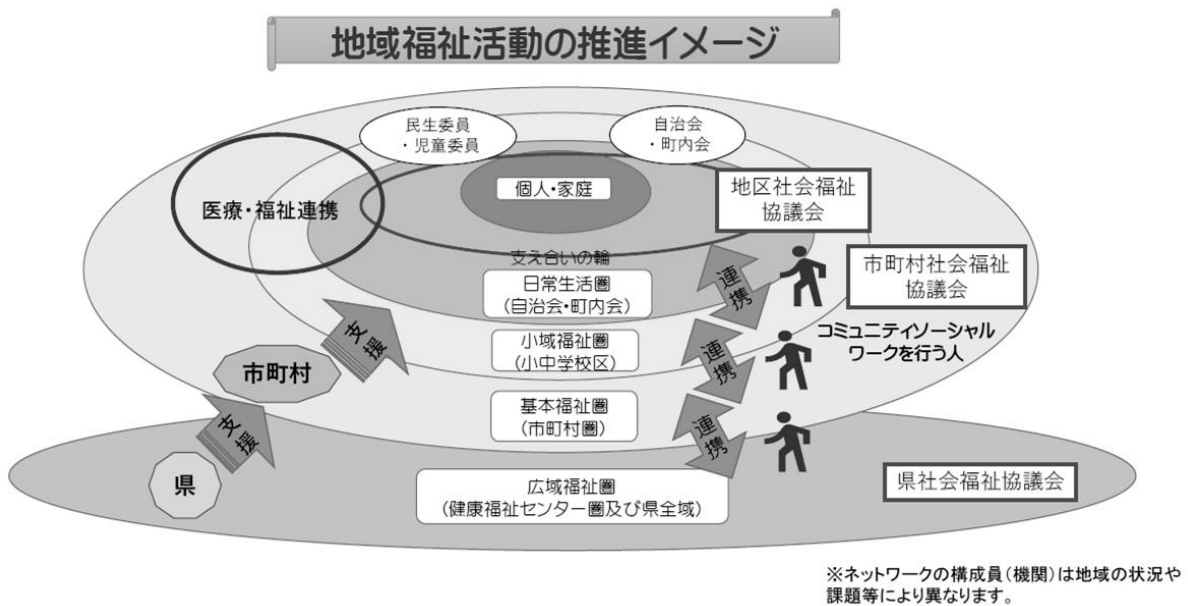 地域福祉活動の推進イメージ
民生委員
・児童委員
自治会
・町内会
個人・家庭
医療・福祉連携
地区社会福祉
協議会
支え合いの輪
日常生活圏
(自治会・町内会)
連携
市町村社会福祉
協議会
支援
小域福祉圏
(小中学校区)
連携
コミュニティソーシャル
ワークを行う人
市町村
基本福祉圏
(市町村圏)
連携
支援
県
広域福祉圏
(健康福祉センター圏及び県全域)
県社会福祉協議会
※ネットワークの構成員(機関)は地域の状況や
課題等により異なります。